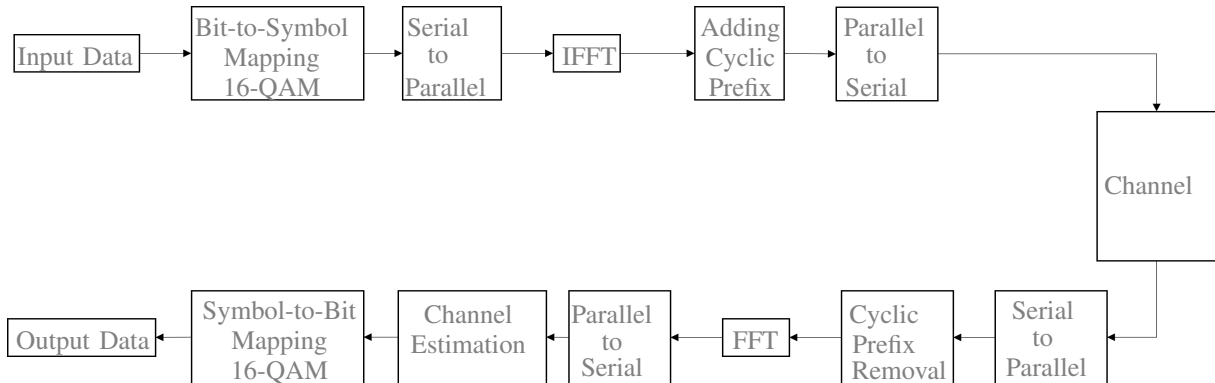 Input Data
Bit-to-Symbol
Mapping
16-QAM
Serial
to
Parallel
IFFT
Adding
Cyclic
Prefix
Parallel
to
Serial
Channel
Serial
to
Parallel
Cyclic
Prefix
Removal
FFT
Parallel
to
Serial
Channel
Estimation
Symbol-to-Bit
Mapping
16-QAM
Output Data